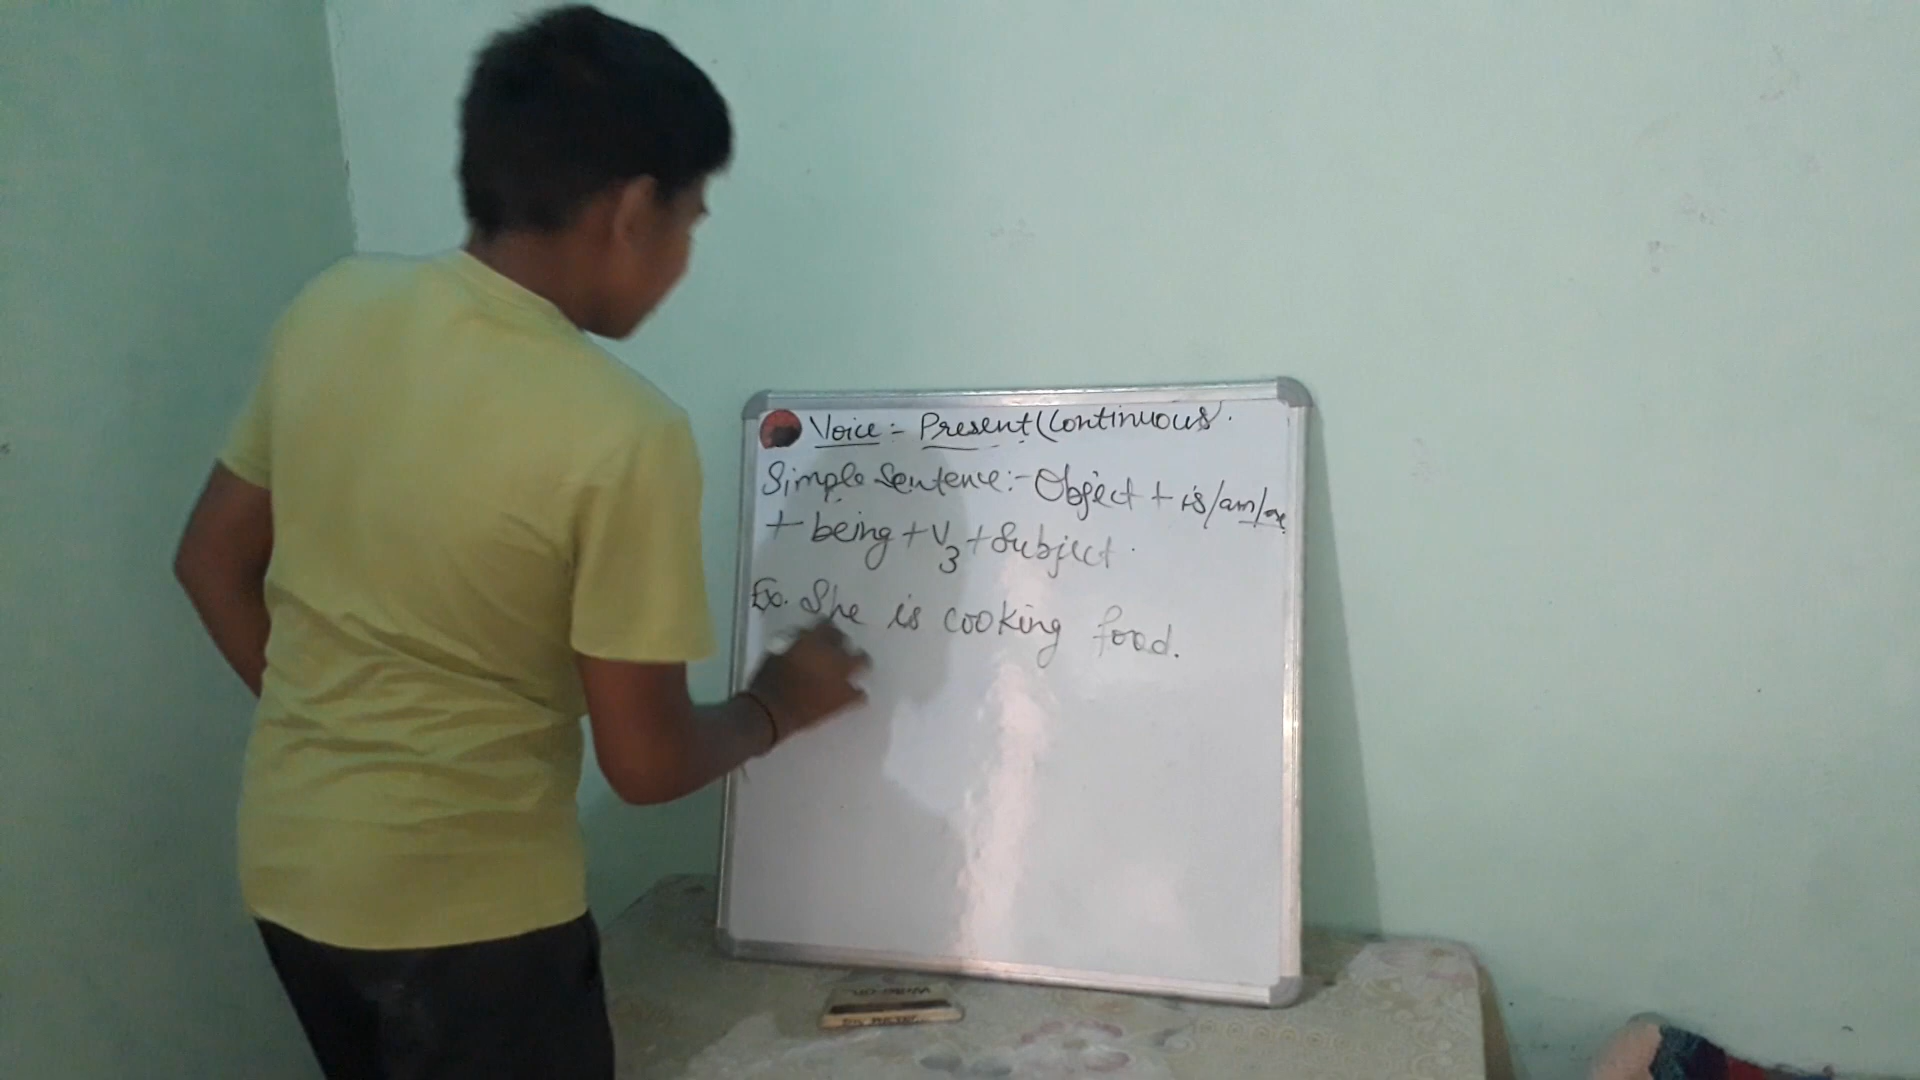 Voice :- Present (Continuous.
Simple Sentence :- Object + is/am/are
+ being + V3 + Subject.
Ex. She is cooking food.